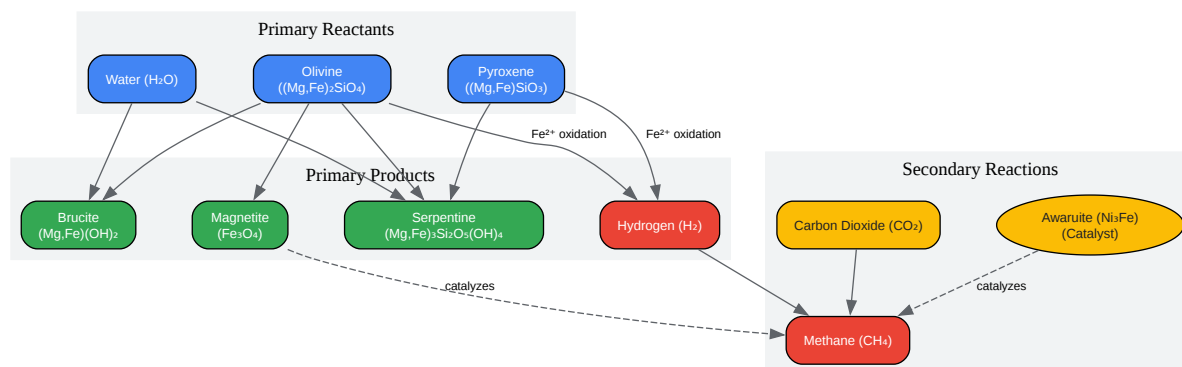 Primary Reactants
Water (H₂O)
Olivine
((Mg,Fe)₂SiO₄)
Pyroxene
((Mg,Fe)SiO₃)
Fe²⁺ oxidation
Fe²⁺ oxidation
Primary Products
Secondary Reactions
Brucite
(Mg,Fe)(OH)₂
Magnetite
(Fe₃O₄)
Serpentine
(Mg,Fe)₃Si₂O₅(OH)₄
Hydrogen (H₂)
Carbon Dioxide (CO₂)
Awaruite (Ni₃Fe)
(Catalyst)
catalyzes
catalyzes
Methane (CH₄)